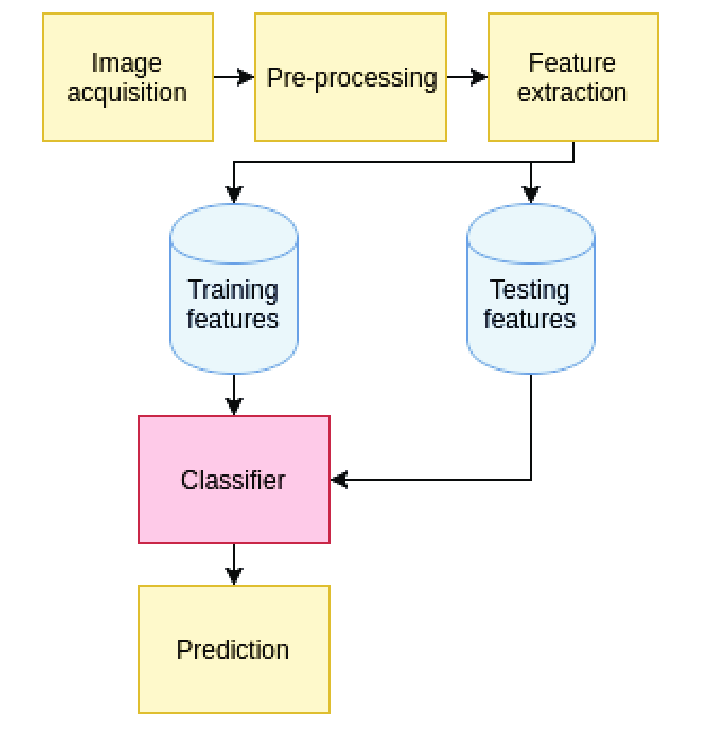 Image
acquisition
Pre-processing
Feature
extraction
Training
features
Testing
features
Classifier
Prediction